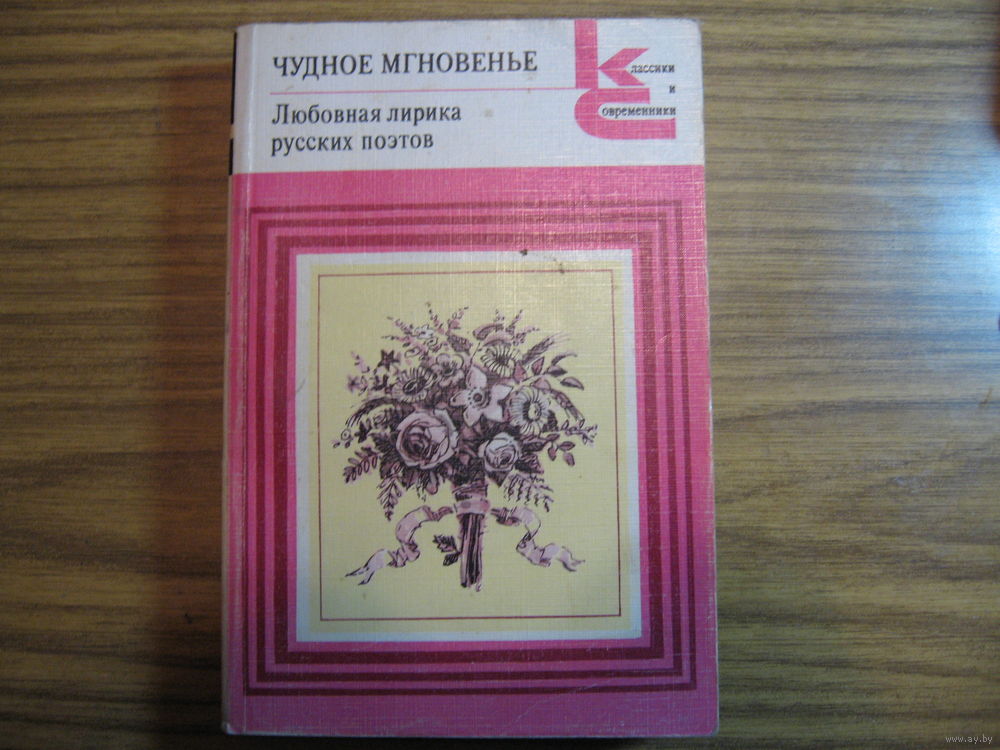 ЧУДНОЕ МГНОВЕНЬЕ
Любовная лирика
русских поэтов
Классики
и
Современники
www.ay.by